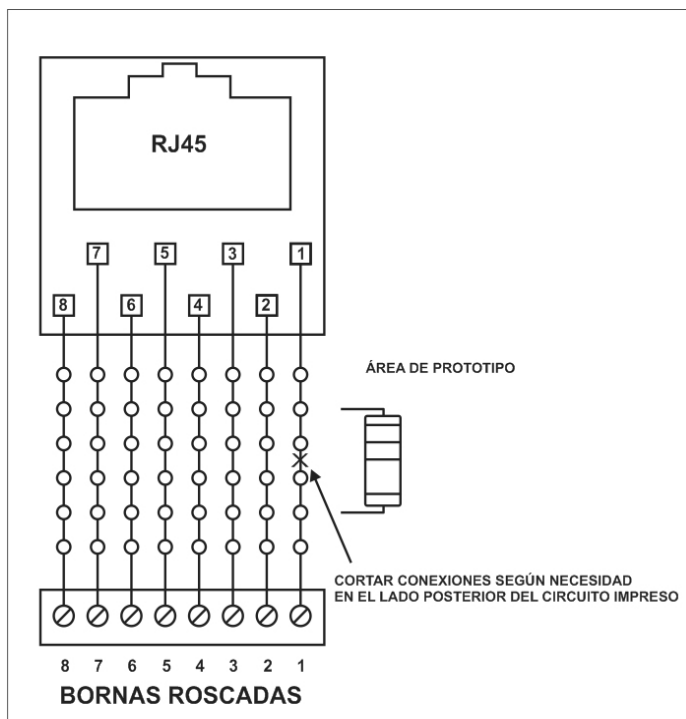 RJ45
7 5 3 1
8 6 4 2
ÁREA DE PROTOTIPO
CORTAR CONEXIONES SEGÚN NECESIDAD
EN EL LADO POSTERIOR DEL CIRCUITO IMPRESO
8 7 6 5 4 3 2 1
BORNAS ROSCADAS